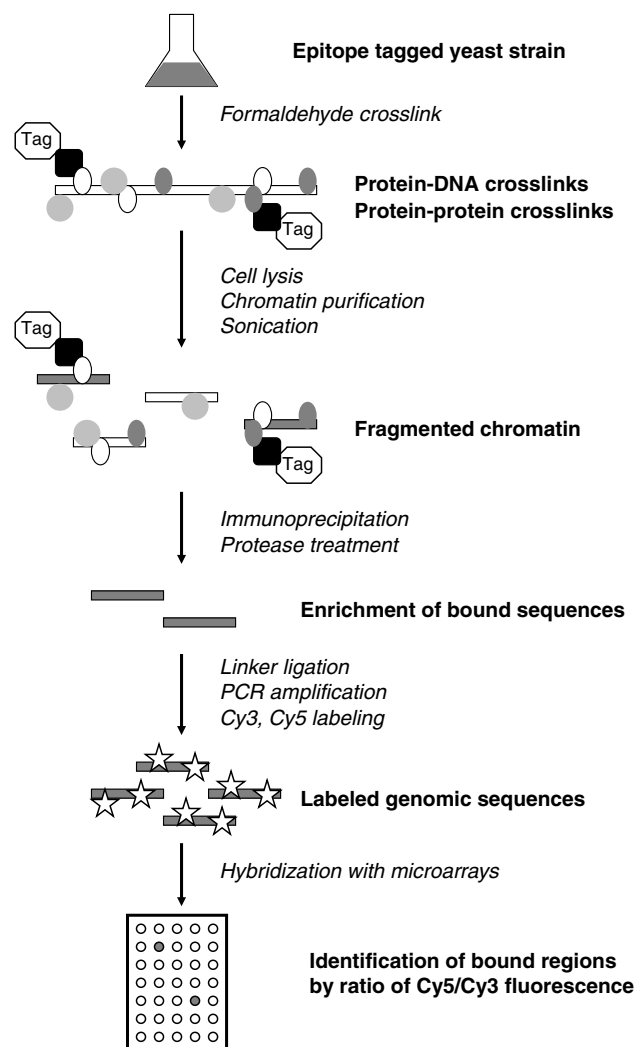 Epitope tagged yeast strain
Formaldehyde crosslink
Tag
Protein-DNA crosslinks
Protein-protein crosslinks
Tag
Cell lysis
Chromatin purification
Sonication
Tag
Fragmented chromatin
Tag
Immunoprecipitation
Protease treatment
Enrichment of bound sequences
Linker ligation
PCR amplification
Cy3, Cy5 labeling
Labeled genomic sequences
Hybridization with microarrays
Identification of bound regions
by ratio of Cy5/Cy3 fluorescence